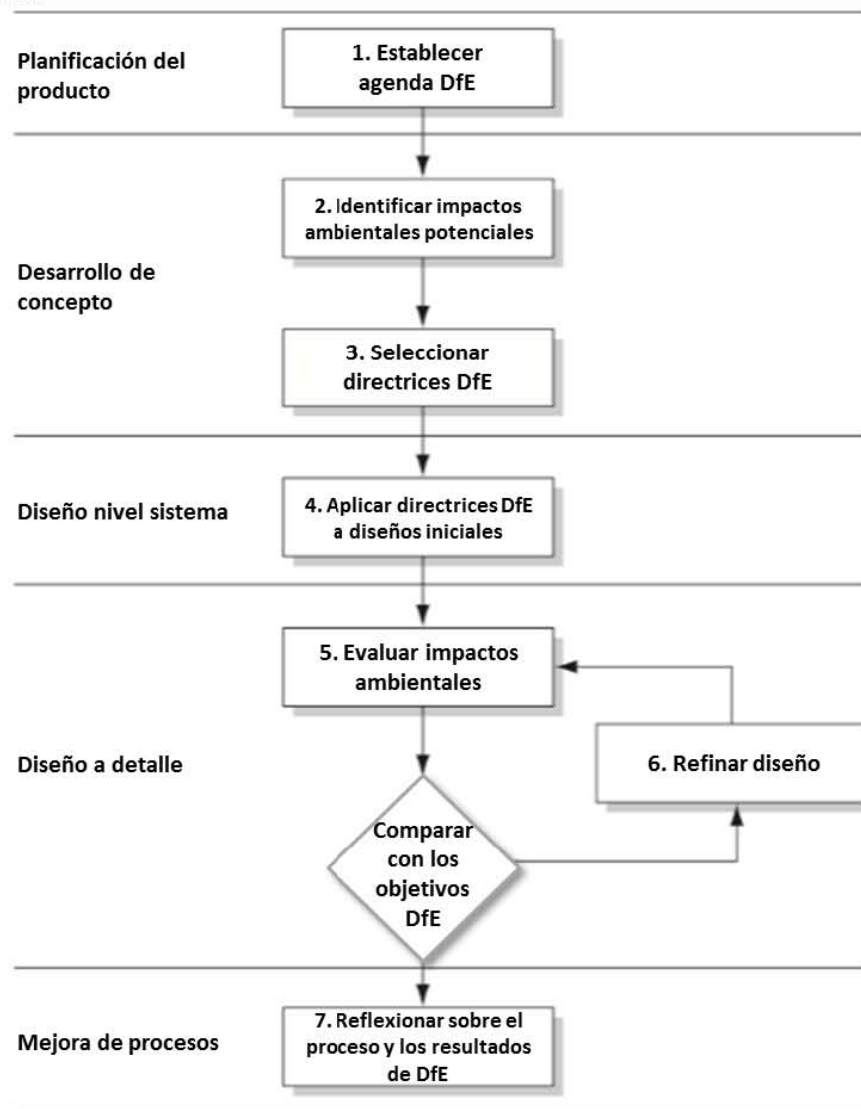 Planificación del
producto
1. Establecer
agenda DfE
2. Identificar impactos
ambientales potenciales
Desarrollo de
concepto
3. Seleccionar
directrices DfE
Diseño nivel sistema
4. Aplicar directrices DfE
a diseños iniciales
5. Evaluar impactos
ambientales
Diseño a detalle
6. Refinar diseño
Comparar
con los
objetivos
DfE
Mejora de procesos
7. Reflexionar sobre el
proceso y los resultados
de DfE